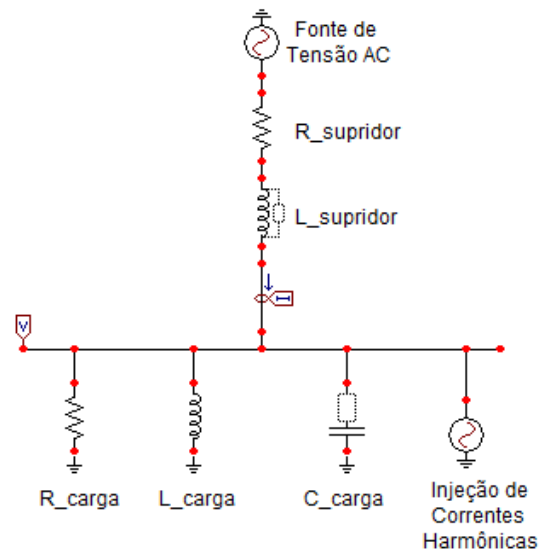 Fonte de
Tensão AC
R_supridor
L_supridor
I
V
R_carga
L_carga
C_carga
Injeção de
Correntes
Harmônicas